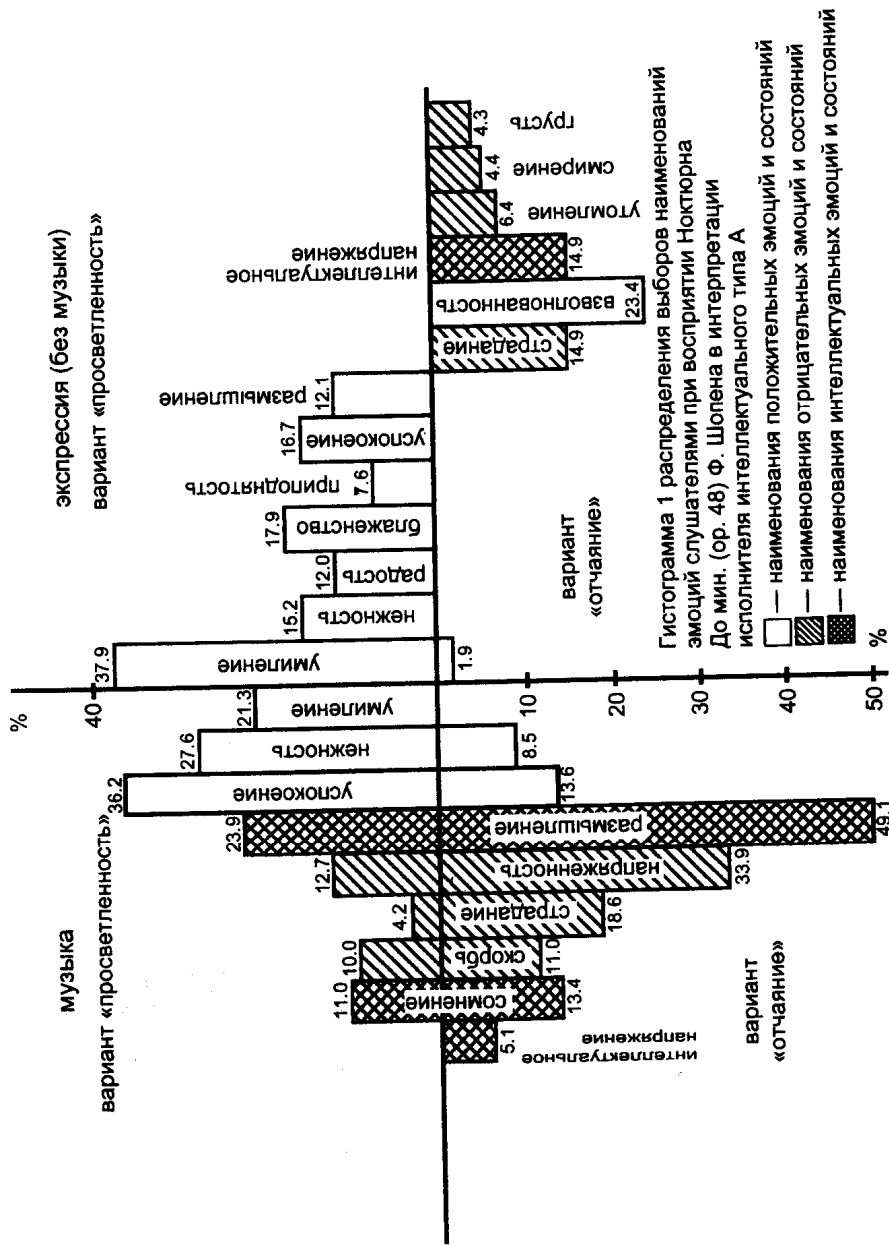 музыка
вариант «просветленность»
экспрессия (без музыки)
вариант «просветленность»
%
40
11.0
10.0
4.2
12.7
23.9
36.2
27.6
21.3
37.9
15.2
12.0
17.9
7.6
16.7
12.1
интеллектуальное
напряжение
сомнение
скорбь
страдание
напряженность
размышление
успокоение
нежность
умиление
умиление
нежность
радость
блаженство
приподнятость
успокоение
размышление
страдание
взволнованность
интеллектуальное
напряжение
утомление
смирение
грусть
5.1
13.4
11.0
18.6
33.9
49.1
13.6
8.5
1.9
14.9
23.4
14.9
6.4
4.4
4.3
10
20
30
40
50
%
вариант
«отчаяние»
вариант
«отчаяние»
Гистограмма 1 распределения выборов наименований
эмоций слушателями при восприятии Ноктюрна
До мин. (ор. 48) Ф. Шопена в интерпретации
исполнителя интеллектуального типа А
— наименования положительных эмоций и состояний
— наименования отрицательных эмоций и состояний
— наименования интеллектуальных эмоций и состояний